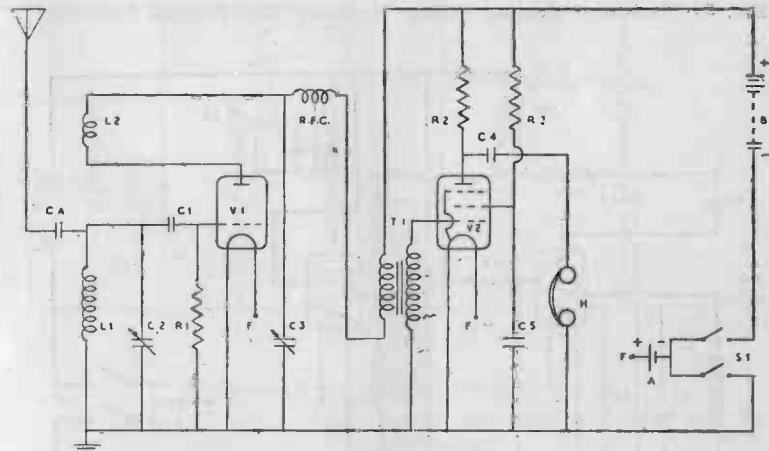 L2
R.F.C.
R2
R3
+
B
-
C4
CA
C1
V1
T1
V2
L1
C2
R1
F
C3
F
C5
H
+
-
F
A
S1